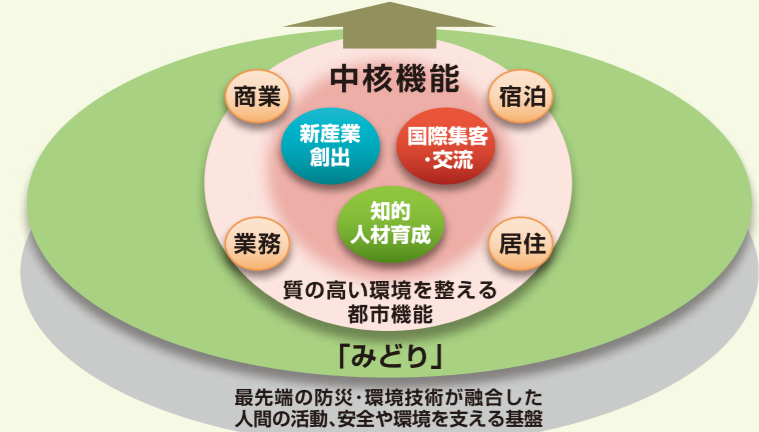 中核機能
商業
宿泊
新産業
創出
国際集客
・交流
知的
人材育成
業務
居住
質の高い環境を整える
都市機能
「みどり」
最先端の防災・環境技術が融合した
人間の活動、安全や環境を支える基盤